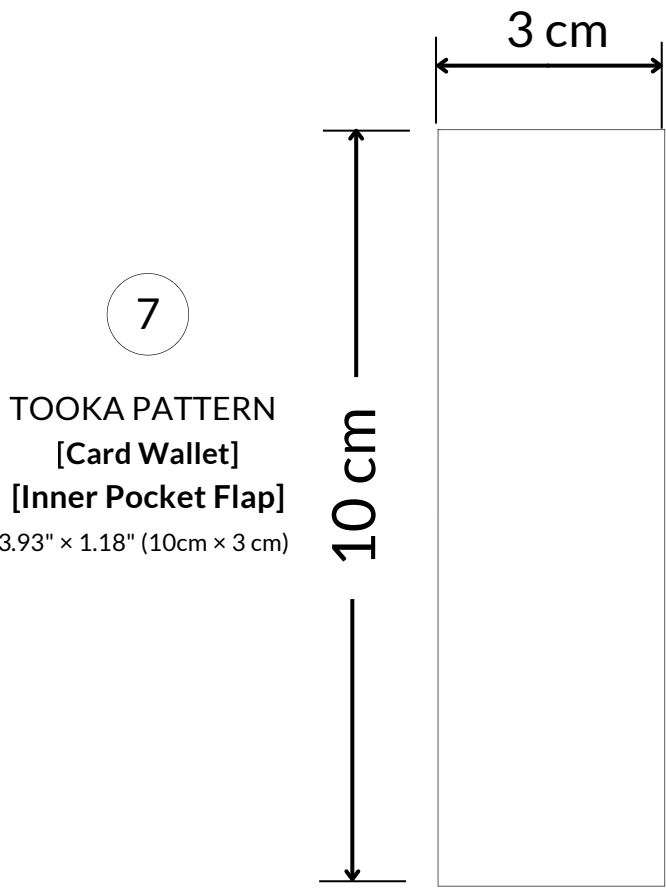 3 cm
7
TOOKA PATTERN
[Card Wallet]
[Inner Pocket Flap]
3.93" × 1.18" (10cm × 3 cm)
10 cm